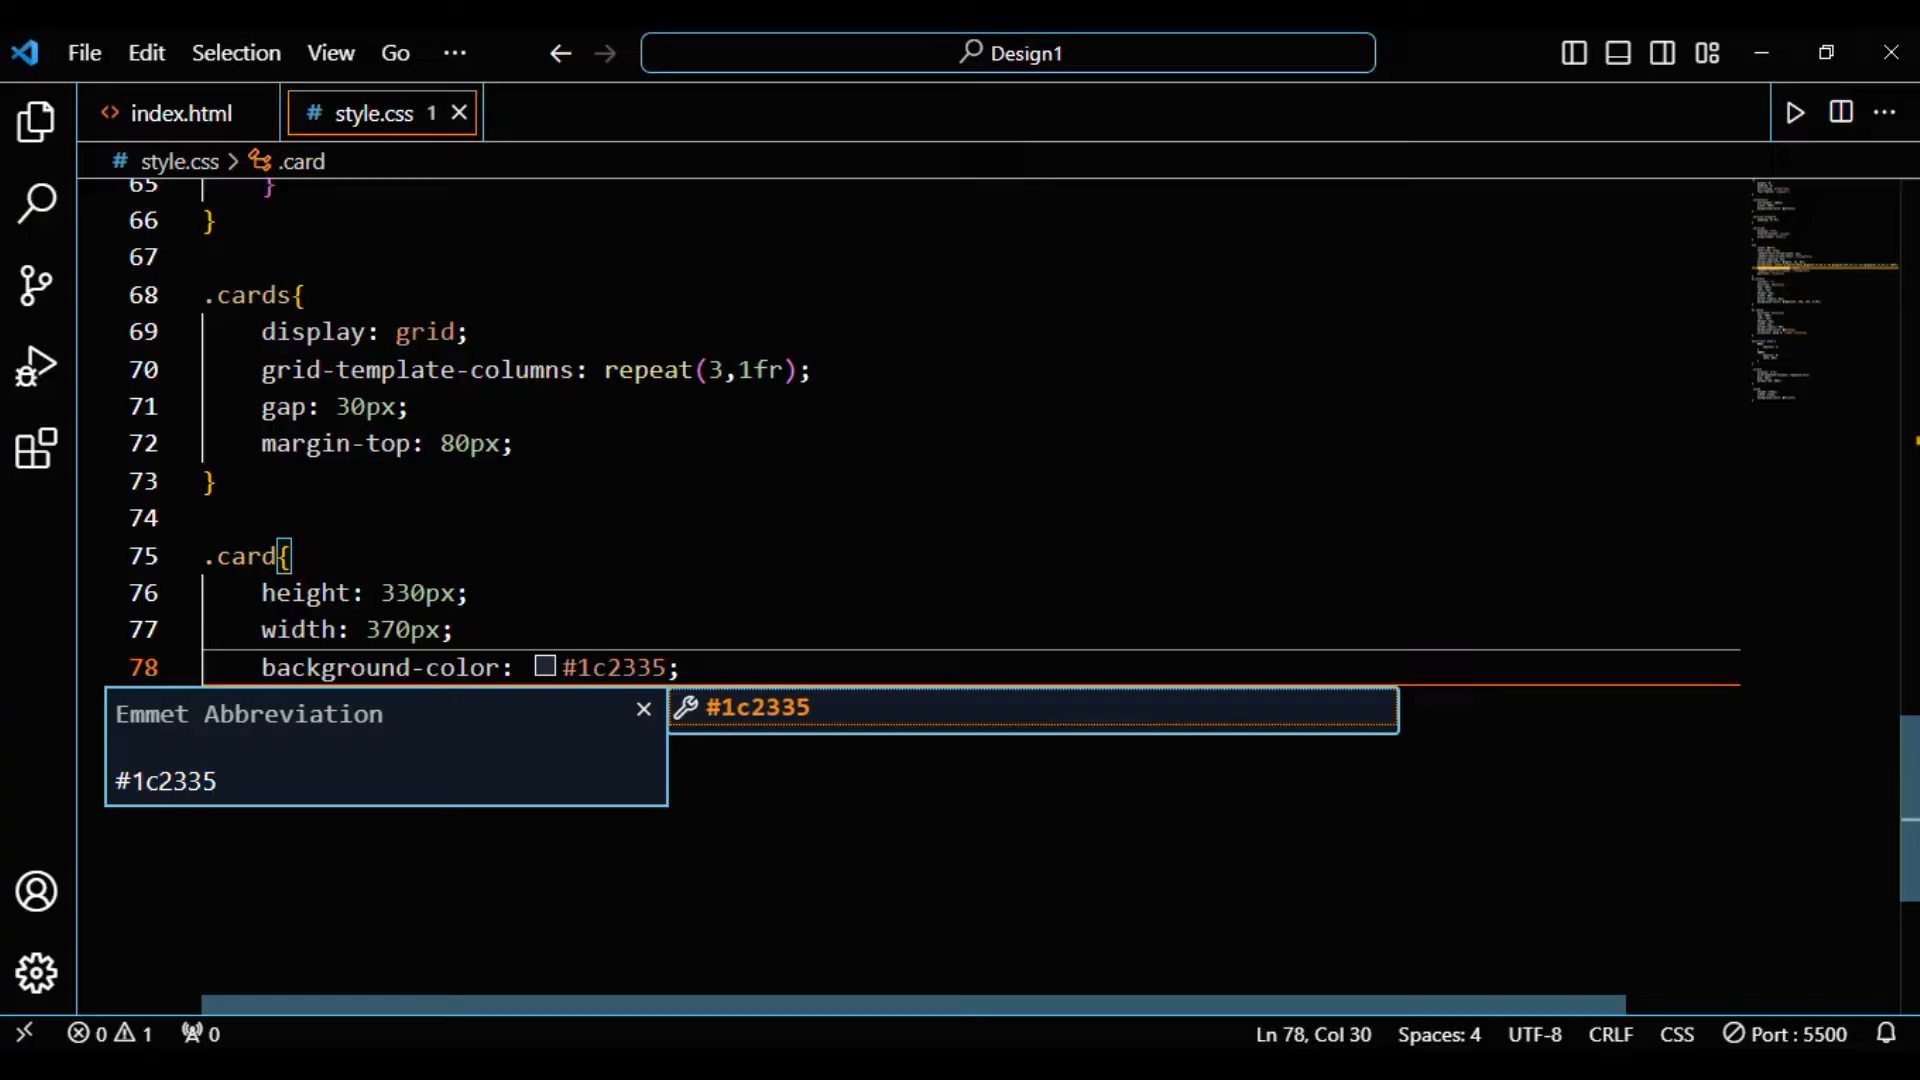 File Edit Selection View Go ···
Design1
index.html
# style.css 1
# style.css > .card
65 }
66 }
67
68 .cards{
69 display: grid;
70 grid-template-columns: repeat(3,1fr);
71 gap: 30px;
72 margin-top: 80px;
73 }
74
75 .card{
76 height: 330px;
77 width: 370px;
78 background-color: #1c2335;
Emmet Abbreviation
#1c2335
#1c2335
0 1 0
Ln 78, Col 30 Spaces: 4 UTF-8 CRLF CSS Port : 5500